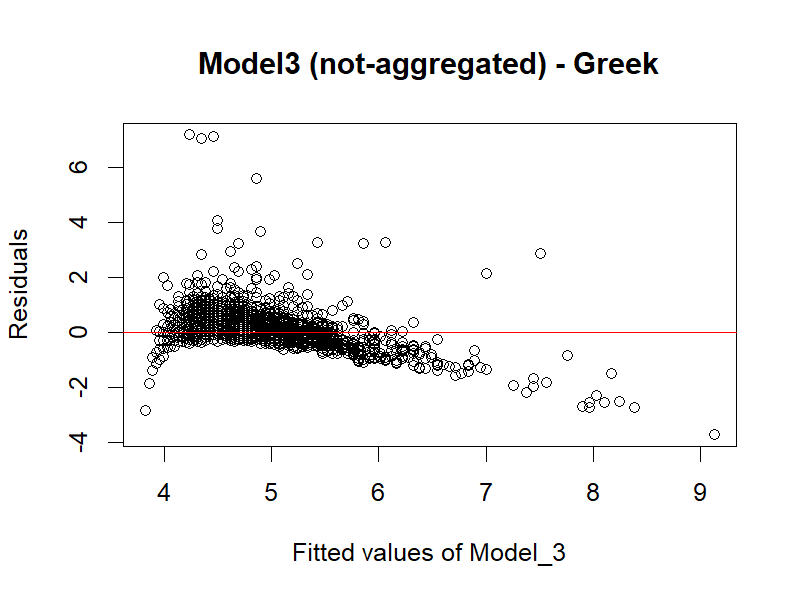 Model3 (not-aggregated) - Greek
Residuals
6
4
2
0
-2
-4
4 5 6 7 8 9
Fitted values of Model_3